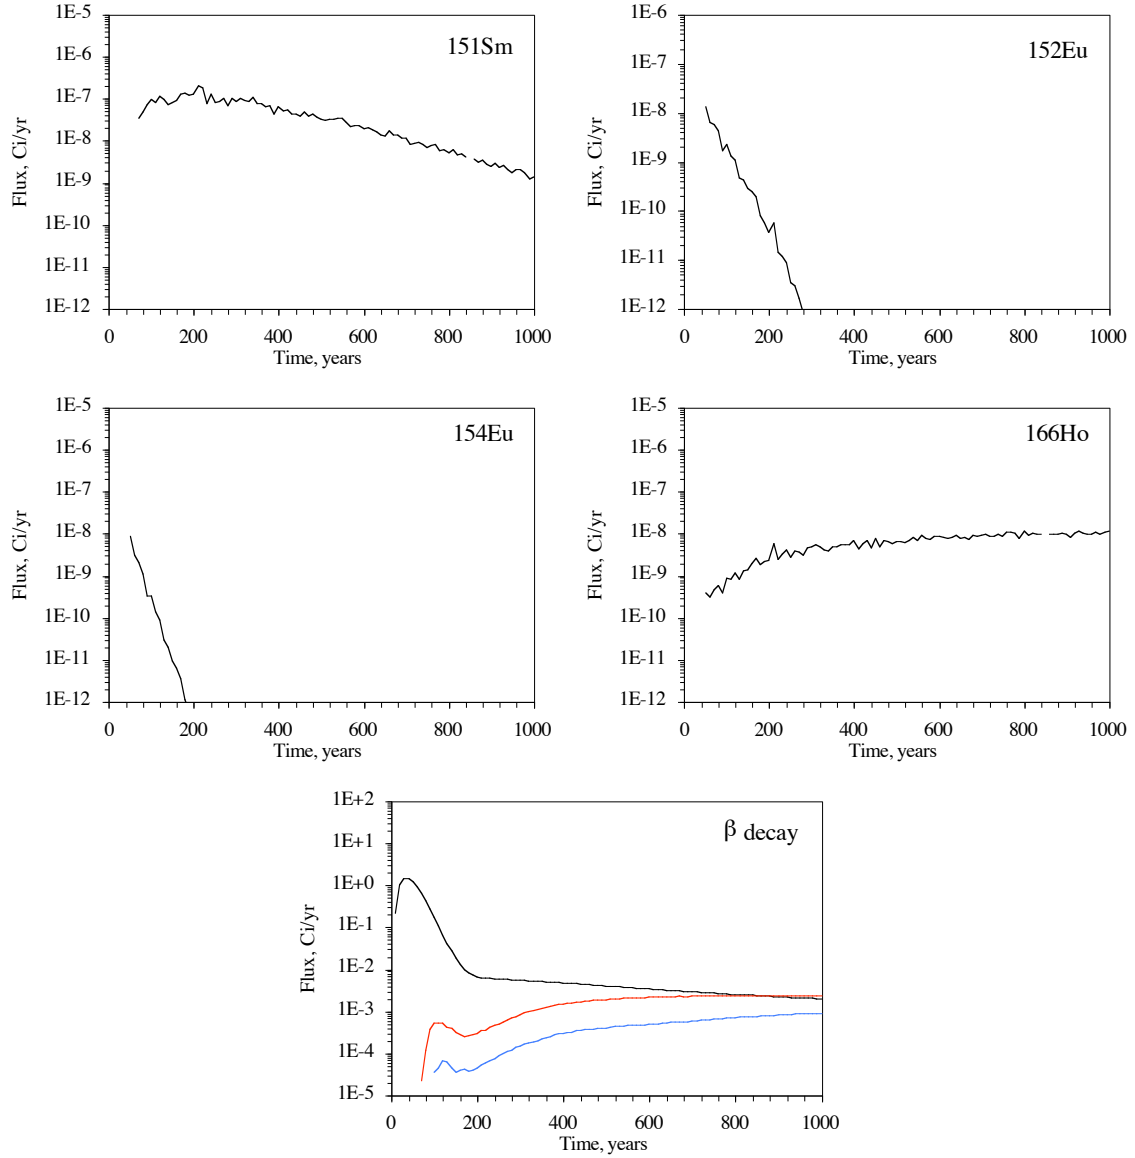 151Sm
Flux, Ci/yr
1E-5
1E-6
1E-7
1E-8
1E-9
1E-10
1E-11
1E-12
0 200 400 600 800 1000
Time, years
152Eu
Flux, Ci/yr
1E-6
1E-7
1E-8
1E-9
1E-10
1E-11
1E-12
0 200 400 600 800 1000
Time, years
154Eu
Flux, Ci/yr
1E-5
1E-6
1E-7
1E-8
1E-9
1E-10
1E-11
1E-12
0 200 400 600 800 1000
Time, years
166Ho
Flux, Ci/yr
1E-5
1E-6
1E-7
1E-8
1E-9
1E-10
1E-11
1E-12
0 200 400 600 800 1000
Time, years
β decay
Flux, Ci/yr
1E+2
1E+1
1E+0
1E-1
1E-2
1E-3
1E-4
1E-5
0 200 400 600 800 1000
Time, years